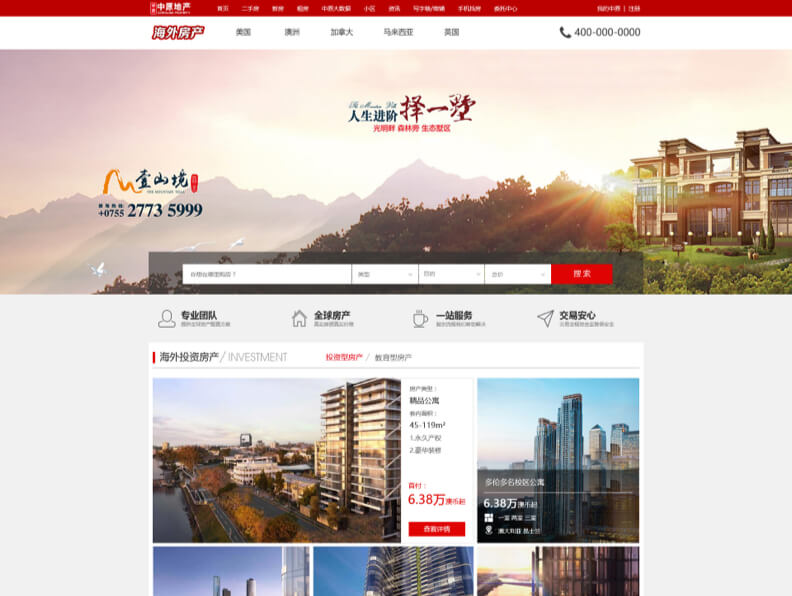 中原地产 首页 二手房 新房 租房 中原大数据 小区 资讯 写字楼/商铺 手机找房 委托中心 我的中原 | 注册
海外房产 美国 澳洲 加拿大 马来西亚 英国 400-000-0000
人生进阶 择一墅
光明畔 森林旁 生态墅区
壹山境
+0755 2773 5999
你想在哪里购房？ 类型 目的 总价 搜索
专业团队 全球房产 一站服务 交易安心
海外投资房产/ INVESTMENT 投资型房产 / 教育型房产
房产类型：
精品公寓
套内面积：
45-119m²
1.永久产权
2.豪华装修
首付：
6.38万澳币起
查看详情
多伦多名校区公寓
6.38万澳币起
一室 两室 三室
澳大利亚 昆士兰